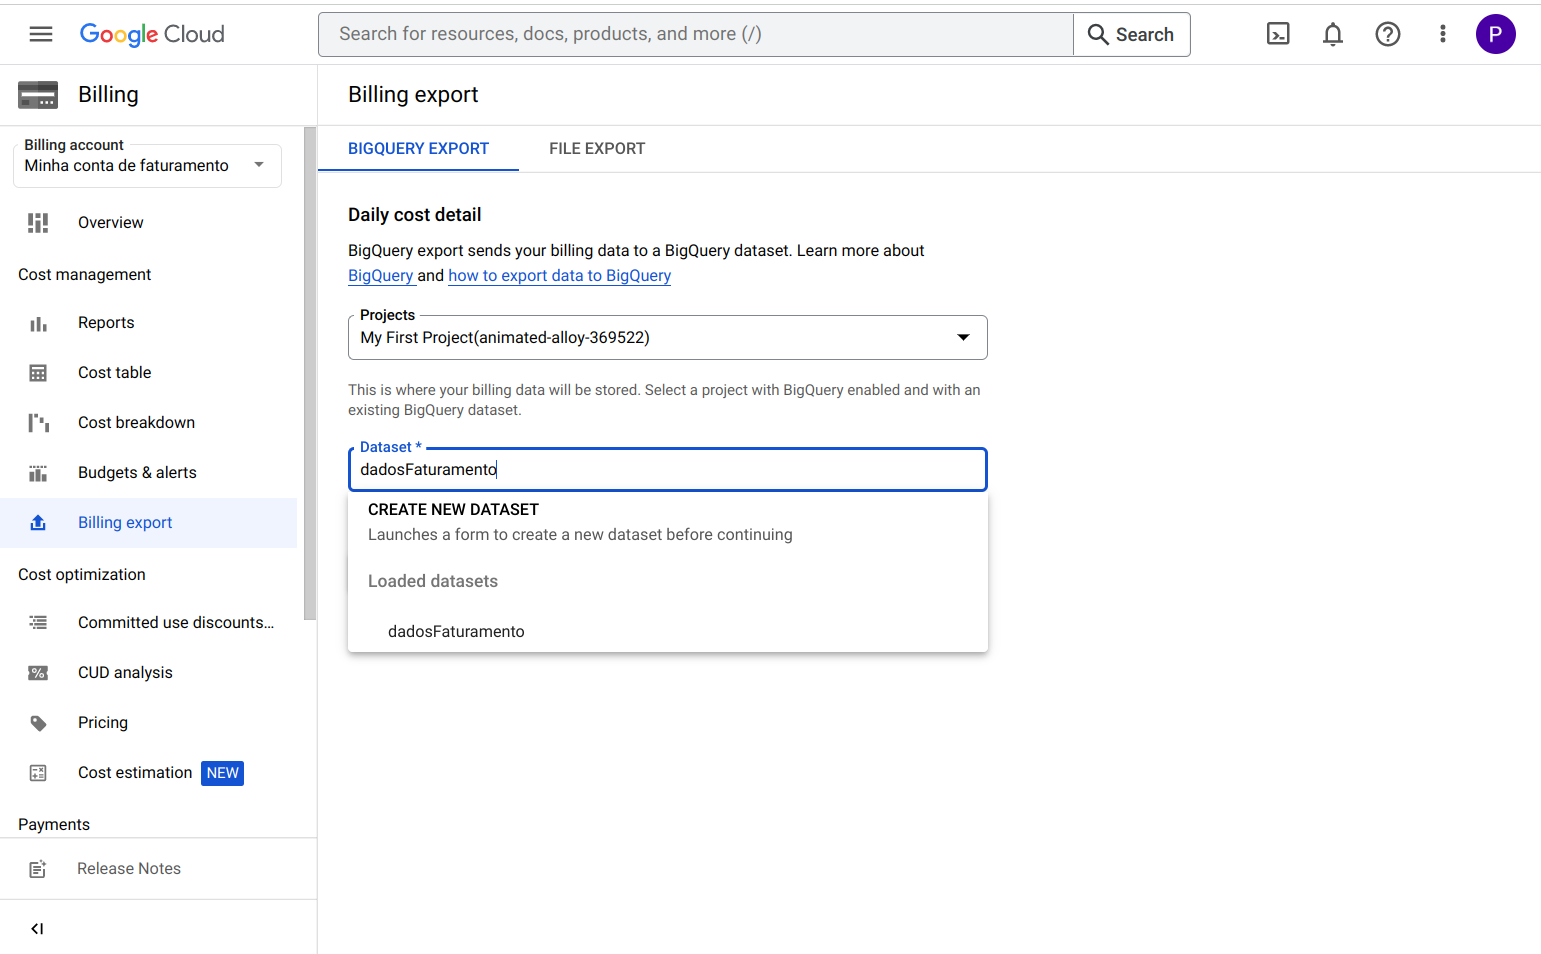 Google Cloud
Search for resources, docs, products, and more (/)
Search
P
Billing
Billing export
Billing account
Minha conta de faturamento
Overview
Cost management
Reports
Cost table
Cost breakdown
Budgets & alerts
Billing export
Cost optimization
Committed use discounts...
CUD analysis
Pricing
Cost estimation NEW
Payments
Release Notes
BIGQUERY EXPORT
FILE EXPORT
Daily cost detail
BigQuery export sends your billing data to a BigQuery dataset. Learn more about
BigQuery and how to export data to BigQuery
Projects
My First Project(animated-alloy-369522)
This is where your billing data will be stored. Select a project with BigQuery enabled and with an
existing BigQuery dataset.
Dataset *
dadosFaturamento
CREATE NEW DATASET
Launches a form to create a new dataset before continuing
Loaded datasets
dadosFaturamento